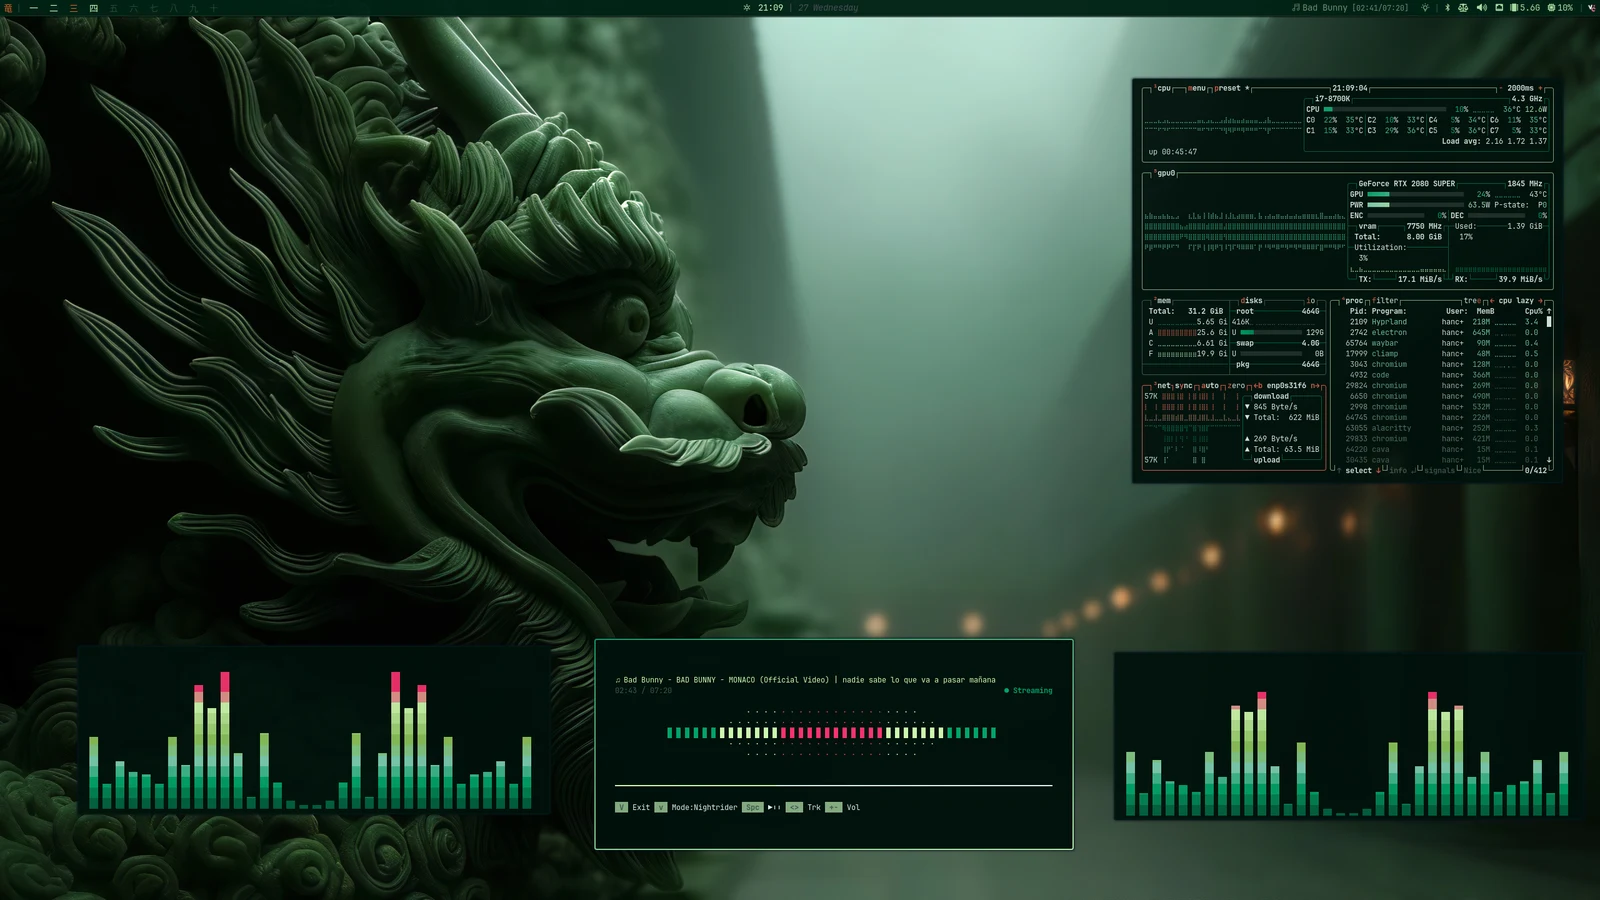 一 二 三 四 五 六 七 八 九 十
21:09 | 27 Wednesday
Bad Bunny [02:41/07:20]
5.6G 10%
cpu menu preset * 21:09:04 - 2000ms +
i7-8700K 4.3 GHz
CPU 10% 36°C 12.6W
C0 22% 35°C C2 10% 33°C C4 5% 34°C C6 11% 35°C
C1 15% 33°C C3 29% 36°C C5 5% 36°C C7 5% 33°C
Load avg: 2.16 1.72 1.37
up 00:45:47
gpu0
GeForce RTX 2080 SUPER 1845 MHz
GPU 24% 43°C
PWR 63.5W P-state: P0
ENC 0% DEC 0%
vram 7750 MHz Used: 1.39 GiB
Total: 8.00 GiB 17%
Utilization:
3%
TX: 17.1 MiB/s RX: 39.9 MiB/s
mem disks io
Total: 31.2 GiB root 464G
U 5.65 Gi 416K
A 25.6 Gi U 129G
C 6.61 Gi swap 4.0G
F 19.9 Gi U 0B
pkg 464G
net sync auto zero ←b enp0s31f6 n→
57K download
▼ 845 Byte/s
▼ Total: 622 MiB
▲ 269 Byte/s
▲ Total: 63.5 MiB
57K upload
proc filter tree ← cpu lazy →
Pid: Program: User: MemB Cpu% ↑
2109 Hyprland hanc+ 218M 3.4
2742 electron hanc+ 645M 0.0
65764 waybar hanc+ 90M 0.4
17999 cliamp hanc+ 48M 0.5
3043 chromium hanc+ 128M 0.0
4932 code hanc+ 366M 0.0
29824 chromium hanc+ 269M 0.0
6650 chromium hanc+ 490M 0.0
2998 chromium hanc+ 532M 0.0
64745 chromium hanc+ 226M 0.0
63055 alacritty hanc+ 252M 0.3
29833 chromium hanc+ 421M 0.0
64220 cava hanc+ 15M 0.1
30435 cava hanc+ 15M 0.1 ↓
↑ select ↓ info signals Nice 0/412
♫ Bad Bunny - BAD BUNNY - MONACO (Official Video) | nadie sabe lo que va a pasar mañana
02:43 / 07:20 ● Streaming
V Exit v Mode:Nightrider Spc <> Trk +- Vol